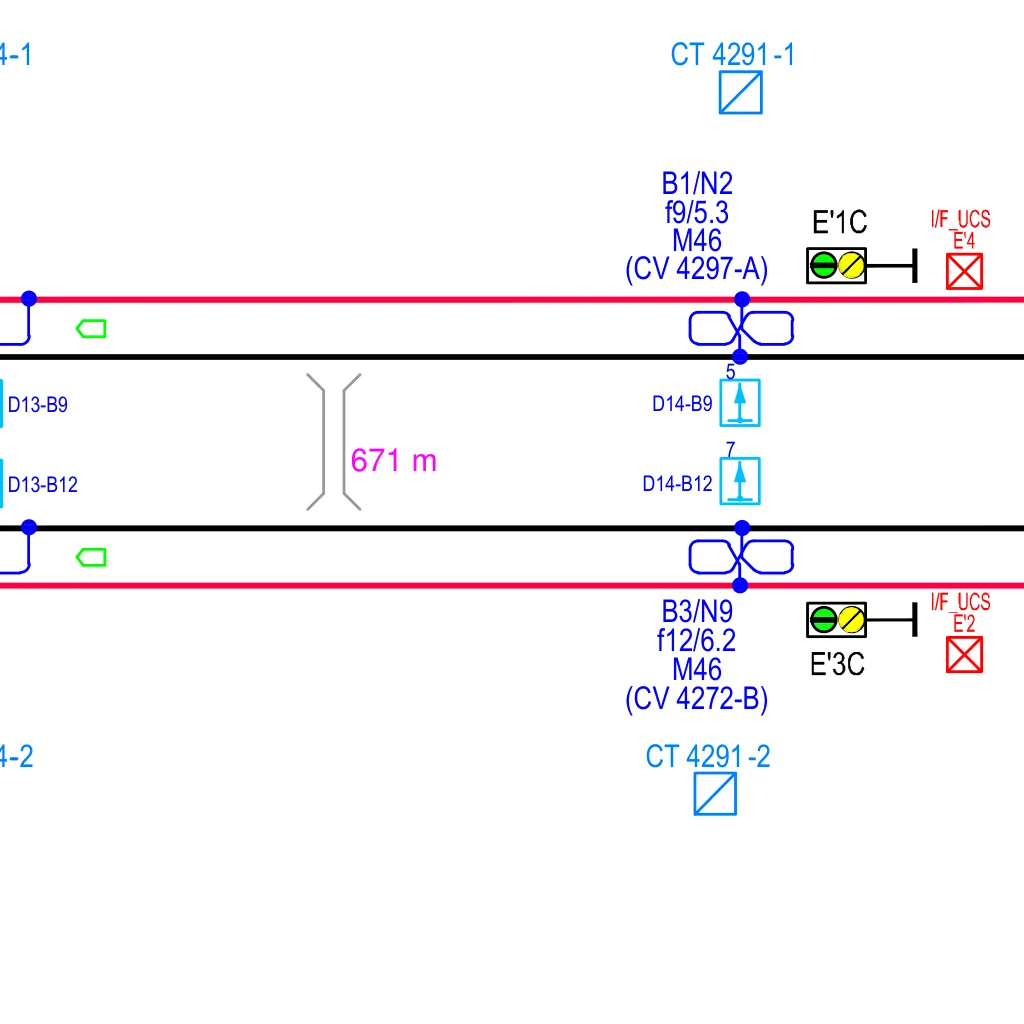 4-1
CT 4291-1
B1/N2
f9/5.3
M46
(CV 4297-A)
E'1C
I/F_UCS
E'4
5
D13-B9
D14-B9
671 m
7
D13-B12
D14-B12
B3/N9
f12/6.2
M46
(CV 4272-B)
E'3C
I/F_UCS
E'2
4-2
CT 4291-2